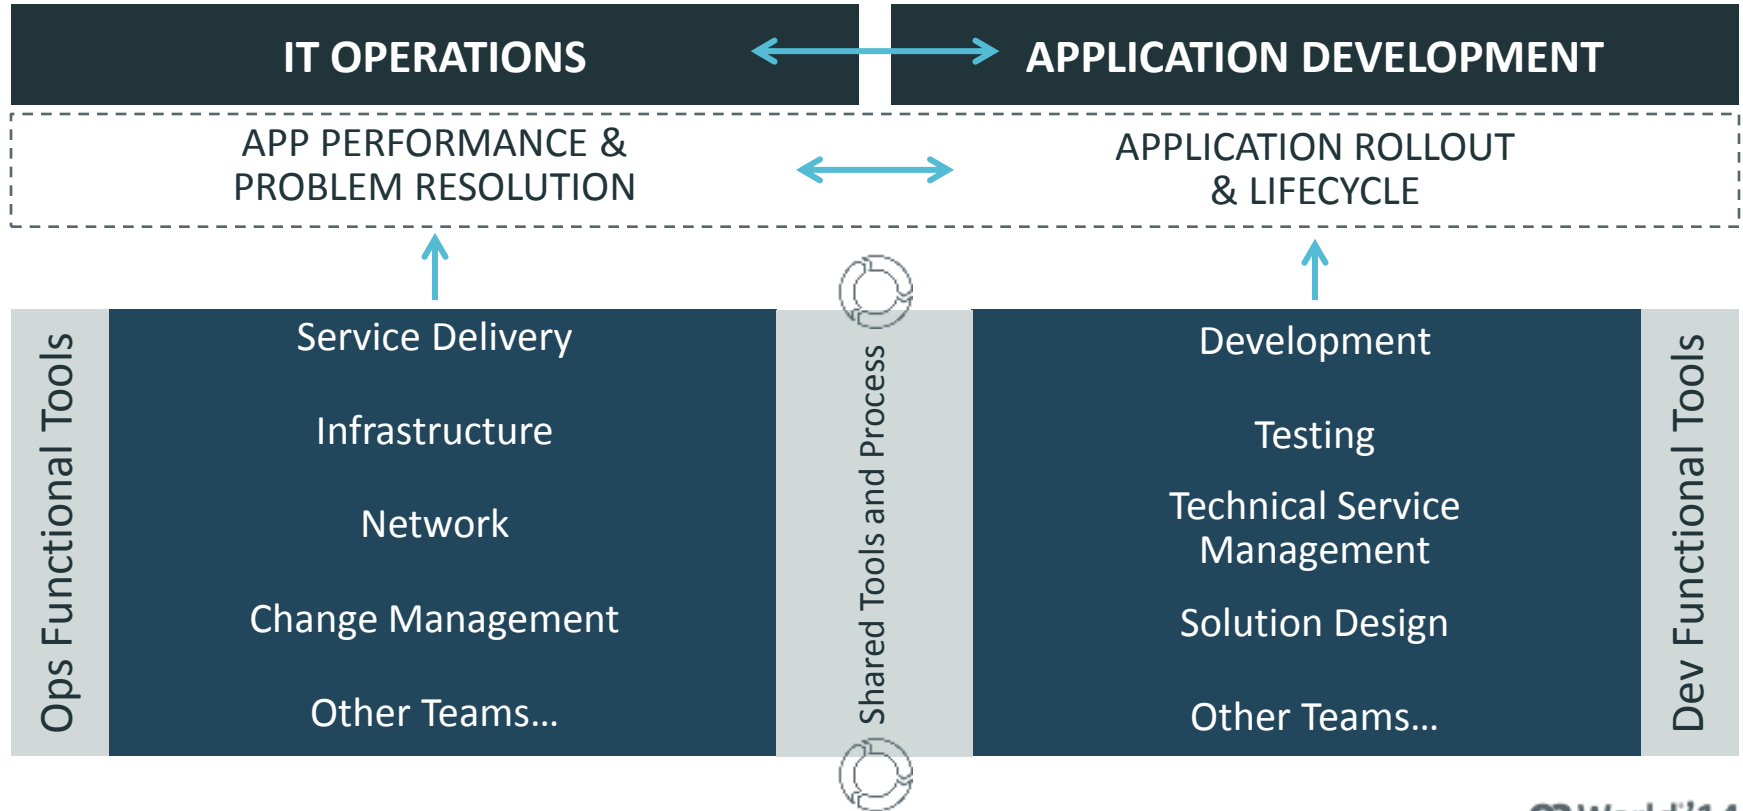 IT OPERATIONS
APPLICATION DEVELOPMENT
APP PERFORMANCE &
PROBLEM RESOLUTION
APPLICATION ROLLOUT
& LIFECYCLE
Ops Functional Tools
Service Delivery
Infrastructure
Network
Change Management
Other Teams…
Shared Tools and Process
Development
Testing
Technical Service
Management
Solution Design
Other Teams…
Dev Functional Tools